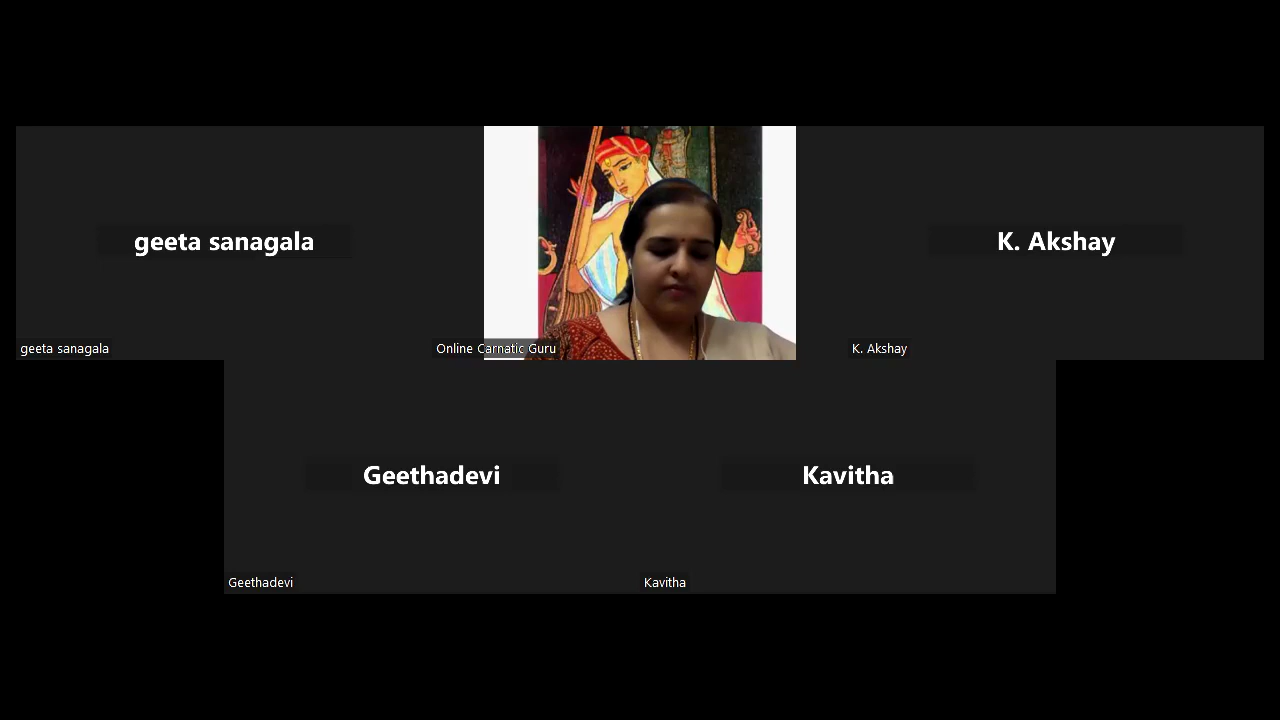 geeta sanagala
K. Akshay
geeta sanagala
Online Carnatic Guru
K. Akshay
Geethadevi
Kavitha
Geethadevi
Kavitha